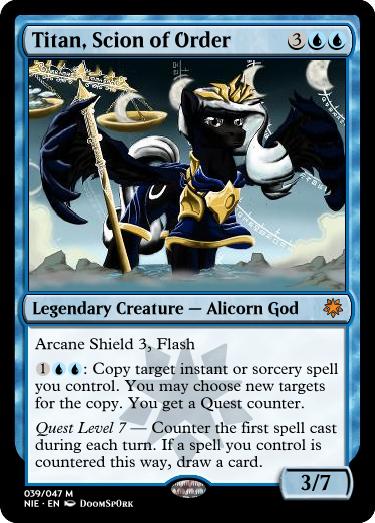 Titan, Scion of Order 3
Legendary Creature — Alicorn God
Arcane Shield 3, Flash
1: Copy target instant or sorcery spell
you control. You may choose new targets
for the copy. You get a Quest counter.
Quest Level 7 — Counter the first spell cast
during each turn. If a spell you control is
countered this way, draw a card.
3/7
039/047 M
NIE · EN DoomSp0rk